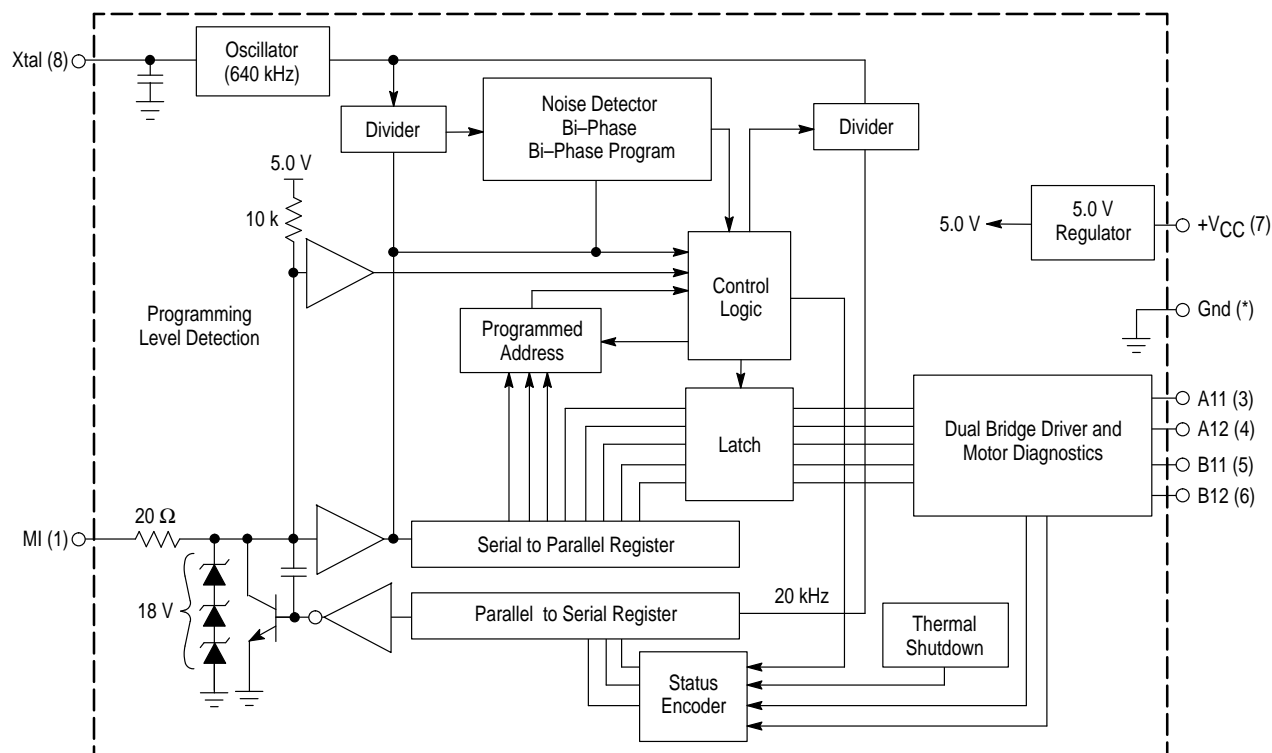 Xtal (8)
Oscillator
(640 kHz)
Divider
Noise Detector
Bi–Phase
Bi–Phase Program
Divider
5.0 V
10 k
5.0 V
5.0 V
Regulator
+VCC (7)
Programming
Level Detection
Control
Logic
Programmed
Address
Gnd (*)
Latch
Dual Bridge Driver and
Motor Diagnostics
A11 (3)
A12 (4)
B11 (5)
B12 (6)
20 Ω
MI (1)
Serial to Parallel Register
18 V
Parallel to Serial Register
20 kHz
Thermal
Shutdown
Status
Encoder